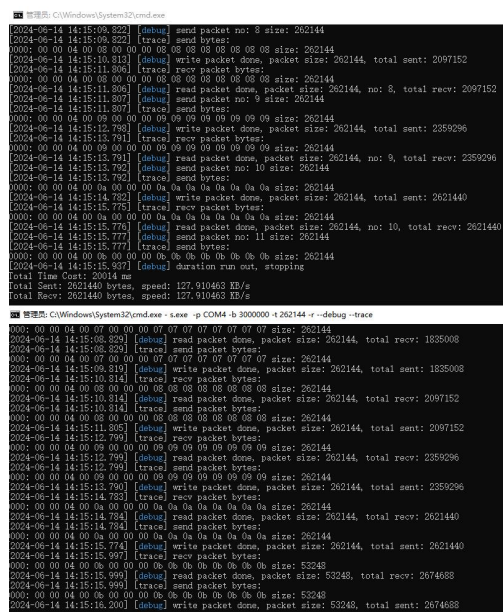 管理员: C:\Windows\System32\cmd.exe
[2024-06-14 14:15:09.822] [debug] send packet no: 8 size: 262144
[2024-06-14 14:15:09.822] [trace] send bytes:
0000: 00 00 04 00 08 00 00 00 08 08 08 08 08 08 08 08 size: 262144
[2024-06-14 14:15:10.813] [debug] write packet done, packet size: 262144, total sent: 2097152
[2024-06-14 14:15:11.806] [trace] recv packet bytes:
0000: 00 00 04 00 08 00 00 00 08 08 08 08 08 08 08 08 size: 262144
[2024-06-14 14:15:11.806] [debug] read packet done, packet size: 262144, no: 8, total recv: 2097152
[2024-06-14 14:15:11.807] [debug] send packet no: 9 size: 262144
[2024-06-14 14:15:11.807] [trace] send bytes:
0000: 00 00 04 00 09 00 00 00 09 09 09 09 09 09 09 09 size: 262144
[2024-06-14 14:15:12.798] [debug] write packet done, packet size: 262144, total sent: 2359296
[2024-06-14 14:15:13.791] [trace] recv packet bytes:
0000: 00 00 04 00 09 00 00 00 09 09 09 09 09 09 09 09 size: 262144
[2024-06-14 14:15:13.791] [debug] read packet done, packet size: 262144, no: 9, total recv: 2359296
[2024-06-14 14:15:13.792] [debug] send packet no: 10 size: 262144
[2024-06-14 14:15:13.792] [trace] send bytes:
0000: 00 00 04 00 0a 00 00 00 0a 0a 0a 0a 0a 0a 0a 0a size: 262144
[2024-06-14 14:15:14.782] [debug] write packet done, packet size: 262144, total sent: 2621440
[2024-06-14 14:15:15.775] [trace] recv packet bytes:
0000: 00 00 04 00 0a 00 00 00 0a 0a 0a 0a 0a 0a 0a 0a size: 262144
[2024-06-14 14:15:15.776] [debug] read packet done, packet size: 262144, no: 10, total recv: 2621440
[2024-06-14 14:15:15.777] [debug] send packet no: 11 size: 262144
[2024-06-14 14:15:15.777] [trace] send bytes:
0000: 00 00 04 00 0b 00 00 00 0b 0b 0b 0b 0b 0b 0b 0b size: 262144
[2024-06-14 14:15:15.937] [debug] duration run out, stopping
Total Time Cost: 20014 ms
Total Sent: 2621440 bytes, speed: 127.910463 KB/s
Total Recv: 2621440 bytes, speed: 127.910463 KB/s
管理员: C:\Windows\System32\cmd.exe - s.exe -p COM4 -b 3000000 -t 262144 -r --debug --trace
000: 00 00 04 00 07 00 00 00 07 07 07 07 07 07 07 07 size: 262144
2024-06-14 14:15:08.829] [debug] read packet done, packet size: 262144, total recv: 1835008
2024-06-14 14:15:08.829] [trace] send packet bytes:
000: 00 00 04 00 07 00 00 00 07 07 07 07 07 07 07 07 size: 262144
2024-06-14 14:15:09.819] [debug] write packet done, packet size: 262144, total sent: 1835008
2024-06-14 14:15:10.814] [trace] recv packet bytes:
000: 00 00 04 00 08 00 00 00 08 08 08 08 08 08 08 08 size: 262144
2024-06-14 14:15:10.814] [debug] read packet done, packet size: 262144, total recv: 2097152
2024-06-14 14:15:10.814] [trace] send packet bytes:
000: 00 00 04 00 08 00 00 00 08 08 08 08 08 08 08 08 size: 262144
2024-06-14 14:15:11.805] [debug] write packet done, packet size: 262144, total sent: 2097152
2024-06-14 14:15:12.799] [trace] recv packet bytes:
000: 00 00 04 00 09 00 00 00 09 09 09 09 09 09 09 09 size: 262144
2024-06-14 14:15:12.799] [debug] read packet done, packet size: 262144, total recv: 2359296
2024-06-14 14:15:12.799] [trace] send packet bytes:
000: 00 00 04 00 09 00 00 00 09 09 09 09 09 09 09 09 size: 262144
2024-06-14 14:15:13.790] [debug] write packet done, packet size: 262144, total sent: 2359296
2024-06-14 14:15:14.783] [trace] recv packet bytes:
000: 00 00 04 00 0a 00 00 00 0a 0a 0a 0a 0a 0a 0a 0a size: 262144
2024-06-14 14:15:14.784] [debug] read packet done, packet size: 262144, total recv: 2621440
2024-06-14 14:15:14.784] [trace] send packet bytes:
000: 00 00 04 00 0a 00 00 00 0a 0a 0a 0a 0a 0a 0a 0a size: 262144
2024-06-14 14:15:15.774] [debug] write packet done, packet size: 262144, total sent: 2621440
2024-06-14 14:15:15.997] [trace] recv packet bytes:
000: 00 00 04 00 0b 00 00 00 0b 0b 0b 0b 0b 0b 0b 0b size: 53248
2024-06-14 14:15:15.999] [debug] read packet done, packet size: 53248, total recv: 2674688
2024-06-14 14:15:15.999] [trace] send packet bytes:
000: 00 00 04 00 0b 00 00 00 0b 0b 0b 0b 0b 0b 0b 0b size: 53248
2024-06-14 14:15:16.200] [debug] write packet done, packet size: 53248, total sent: 2674688